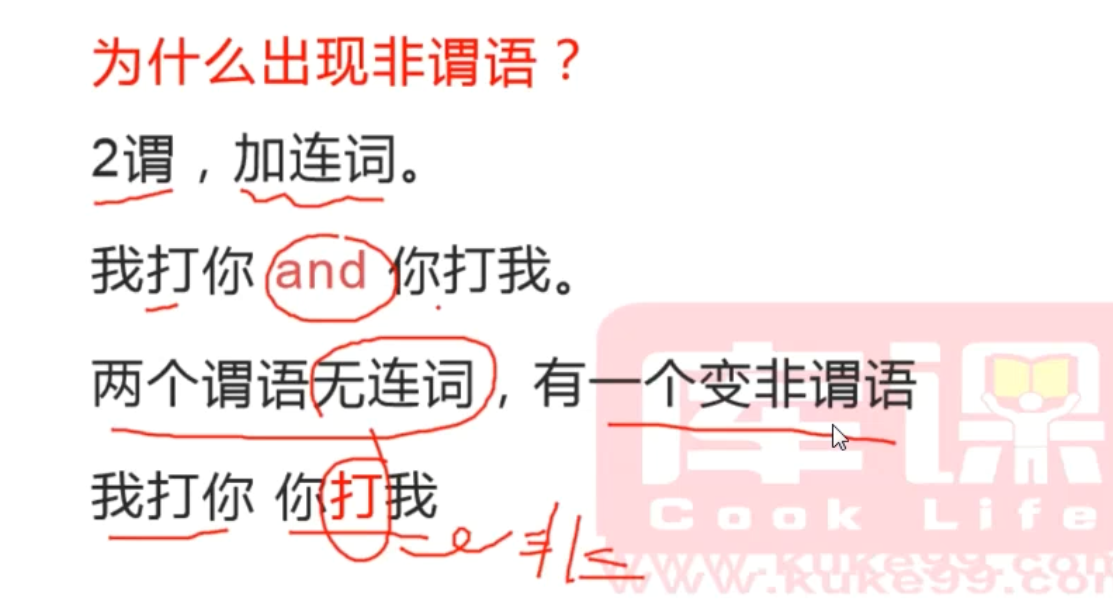 为什么出现非谓语？
2谓，加连词。
我打你 and 你打我。
两个谓语无连词，有一个变非谓语
我打你 你打我
库课
Cook Life
www.kuke99.com